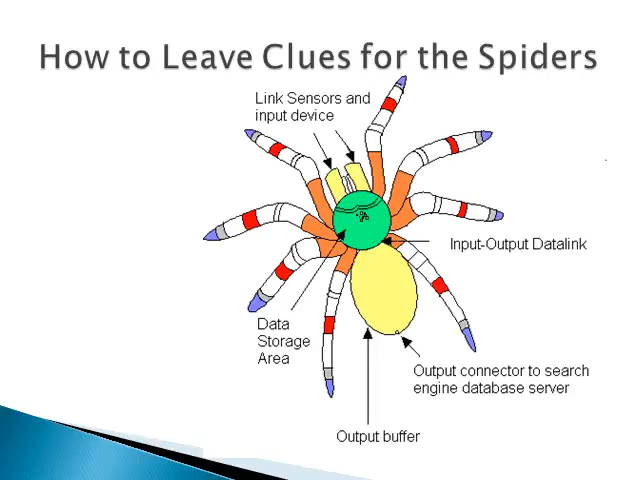 How to Leave Clues for the Spiders
Link Sensors and
input device
Input-Output Datalink
Data
Storage
Area
Output connector to search
engine database server
Output buffer